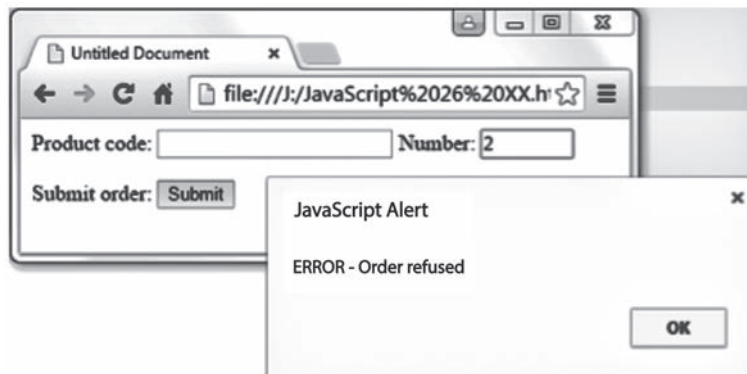 Untitled Document
file:///J:/JavaScript%2026%20XX.h
Product code: Number: 2
Submit order: Submit
JavaScript Alert
ERROR - Order refused
OK